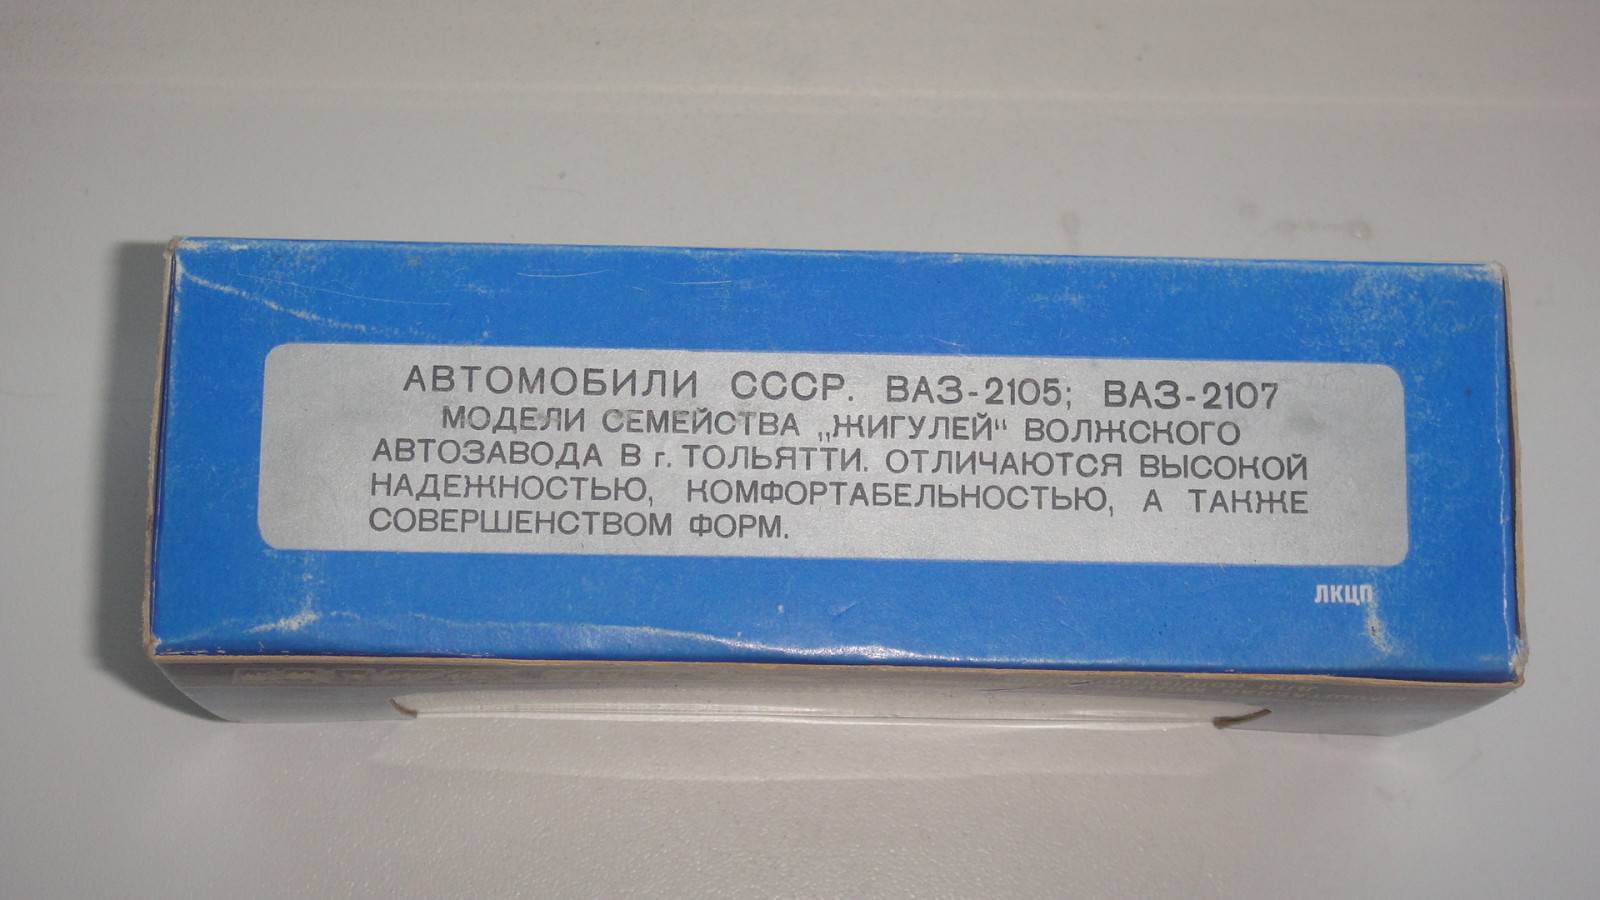 АВТОМОБИЛИ СССР. ВАЗ-2105; ВАЗ-2107
МОДЕЛИ СЕМЕЙСТВА „ЖИГУЛЕЙ“ ВОЛЖСКОГО
АВТОЗАВОДА В г. ТОЛЬЯТТИ. ОТЛИЧАЮТСЯ ВЫСОКОЙ
НАДЕЖНОСТЬЮ, КОМФОРТАБЕЛЬНОСТЬЮ, А ТАКЖЕ
СОВЕРШЕНСТВОМ ФОРМ.
ЛКЦП